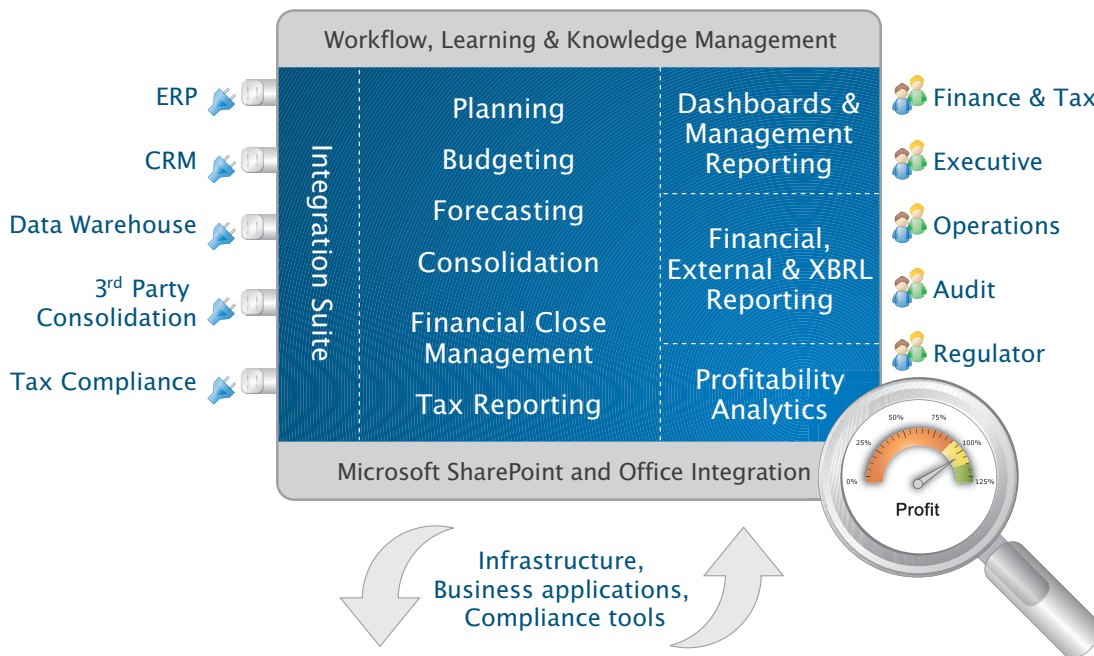 Workflow, Learning & Knowledge Management
ERP
CRM
Data Warehouse
3rd Party
Consolidation
Tax Compliance
Integration Suite
Planning
Budgeting
Forecasting
Consolidation
Financial Close
Management
Tax Reporting
Dashboards &
Management
Reporting
Financial,
External & XBRL
Reporting
Profitability
Analytics
Finance & Tax
Executive
Operations
Audit
Regulator
Microsoft SharePoint and Office Integration
0%
25%
50%
75%
100%
125%
Profit
Infrastructure,
Business applications,
Compliance tools